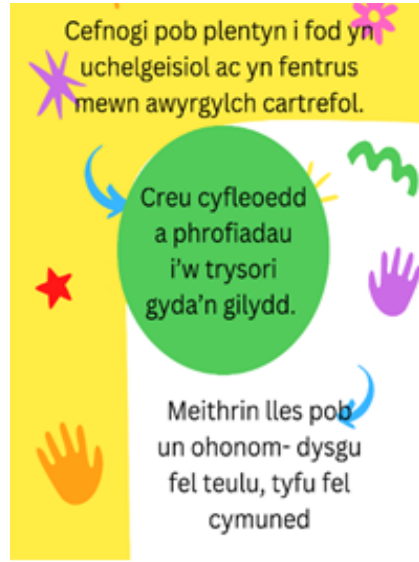 Cefnogi pob plentyn i fod yn
uchelgeisiol ac yn fentrus
mewn awyrgylch cartrefol.
Creu cyfleoedd
a phrofiadau
i'w trysori
gyda'n gilydd.
Meithrin lles pob
un ohonom- dysgu
fel teulu, tyfu fel
cymuned